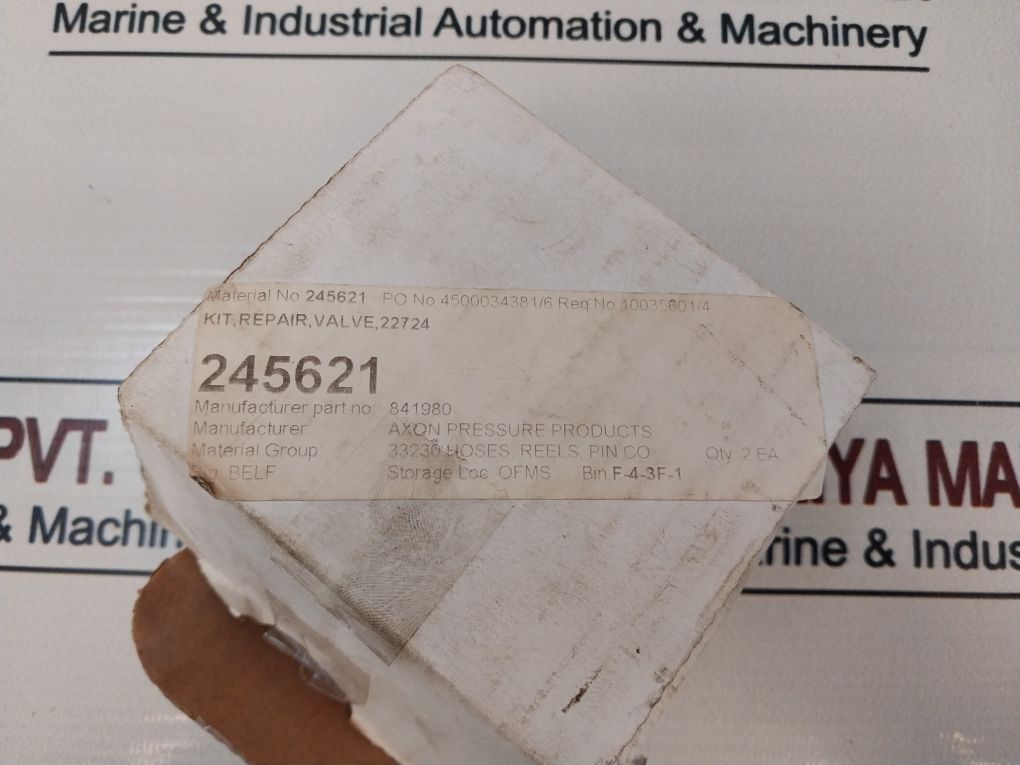 Marine & Industrial Automation & Machinery
Material No 245621 PO No 4500034381/6 Req No 10035601/4
KIT,REPAIR,VALVE,22724
245621
Manufacturer part no: 841980
Manufacturer: AXON PRESSURE PRODUCTS
Material Group: 33230 HOSES, REELS, PIN CO Qty 2 EA
Rig BELF Storage Loc OFMS Bin F-4-3F-1
PVT.
& Machin
YA MA
rine & Indus